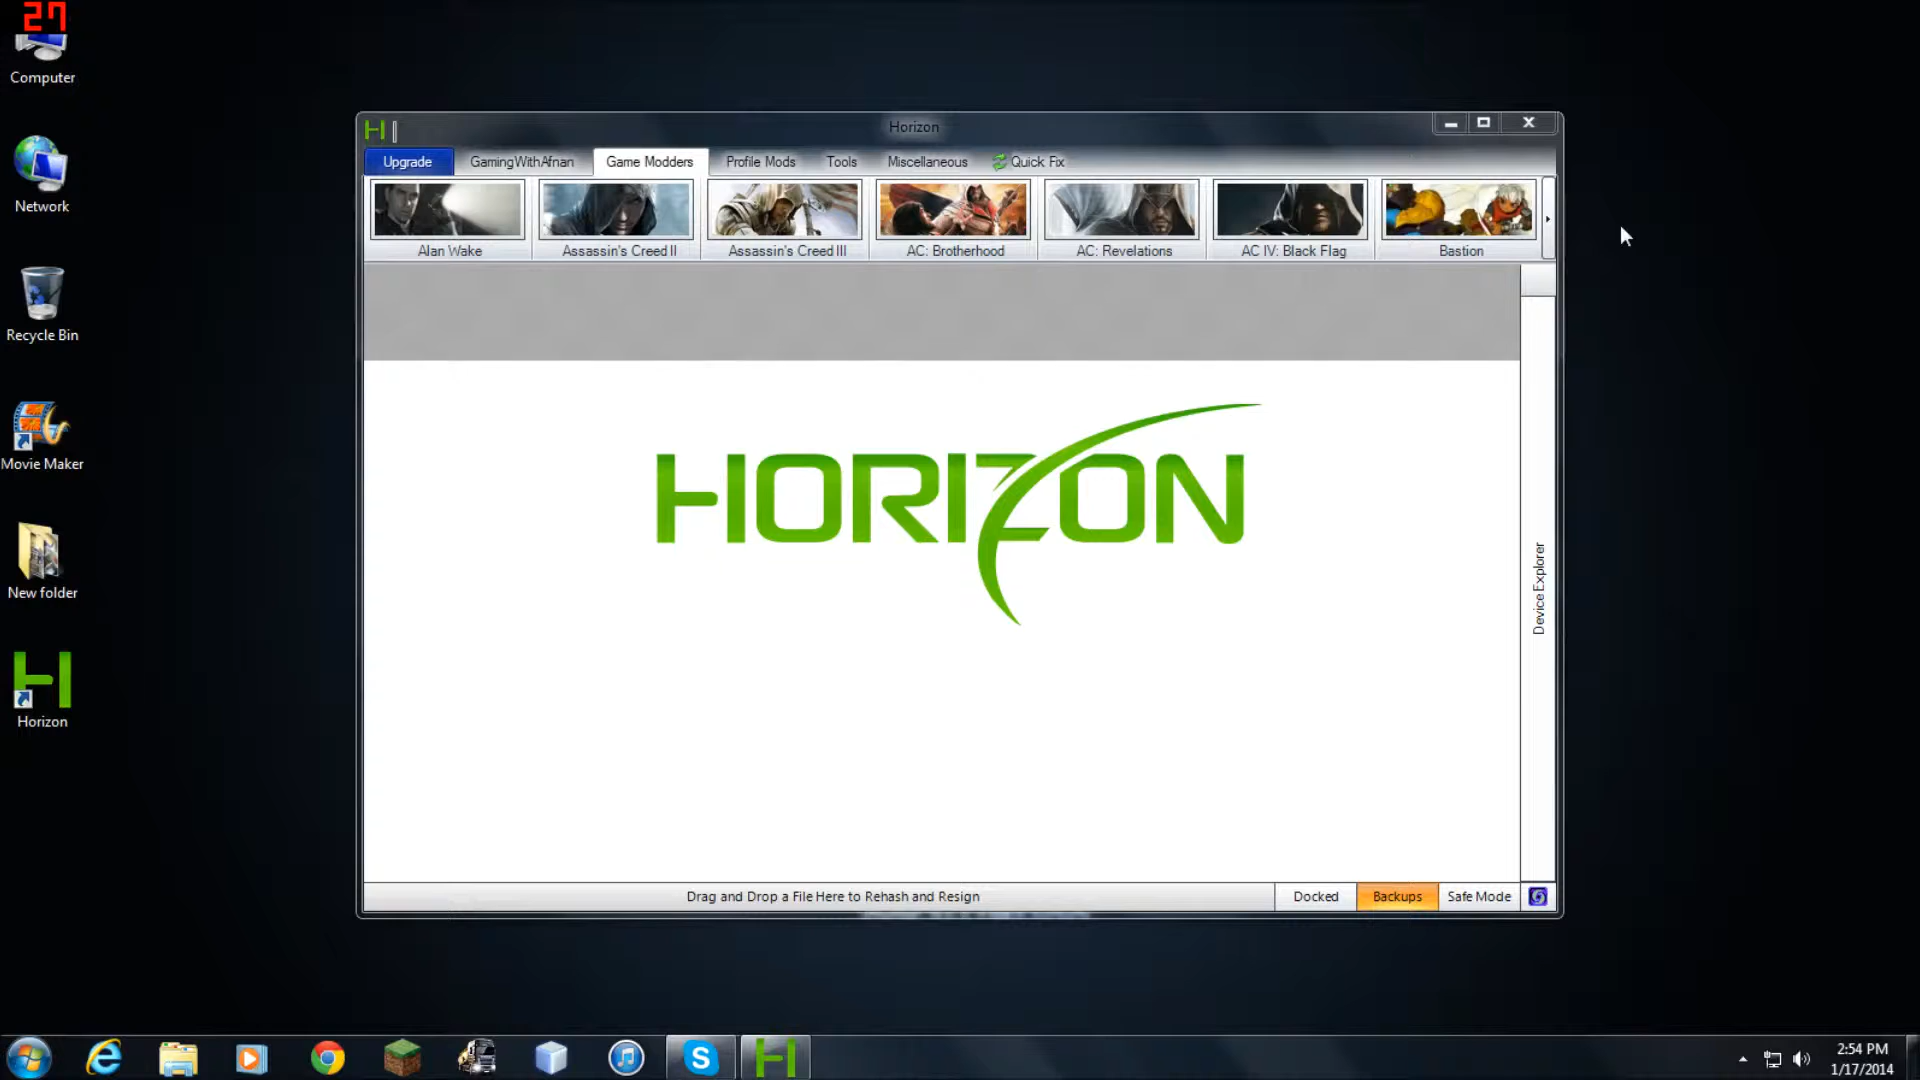 27
Computer
Network
Recycle Bin
Movie Maker
New folder
Horizon
Horizon
Upgrade GamingWithAfnan Game Modders Profile Mods Tools Miscellaneous Quick Fix
Alan Wake Assassin's Creed II Assassin's Creed III AC: Brotherhood AC: Revelations AC IV: Black Flag Bastion
HORIZON
Device Explorer
Drag and Drop a File Here to Rehash and Resign Docked Backups Safe Mode
2:54 PM
1/17/2014